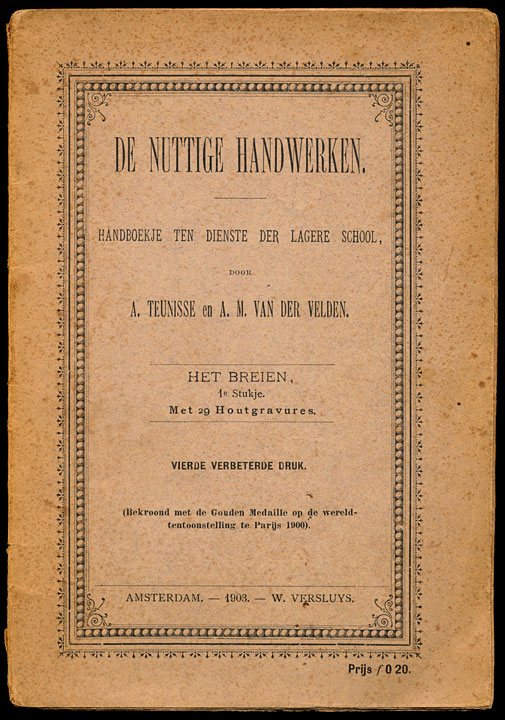 DE NUTTIGE HANDWERKEN.
HANDBOEKJE TEN DIENSTE DER LAGERE SCHOOL,
DOOR
A. TEUNISSE en A. M. VAN DER VELDEN.
HET BREIEN,
1e Stukje.
Met 29 Houtgravures.
VIERDE VERBETERDE DRUK.
(Bekroond met de Gouden Medaille op de wereld-
tentoonstelling te Parijs 1900).
AMSTERDAM. — 1903. — W. VERSLUYS.
Prijs ƒ 0 20.